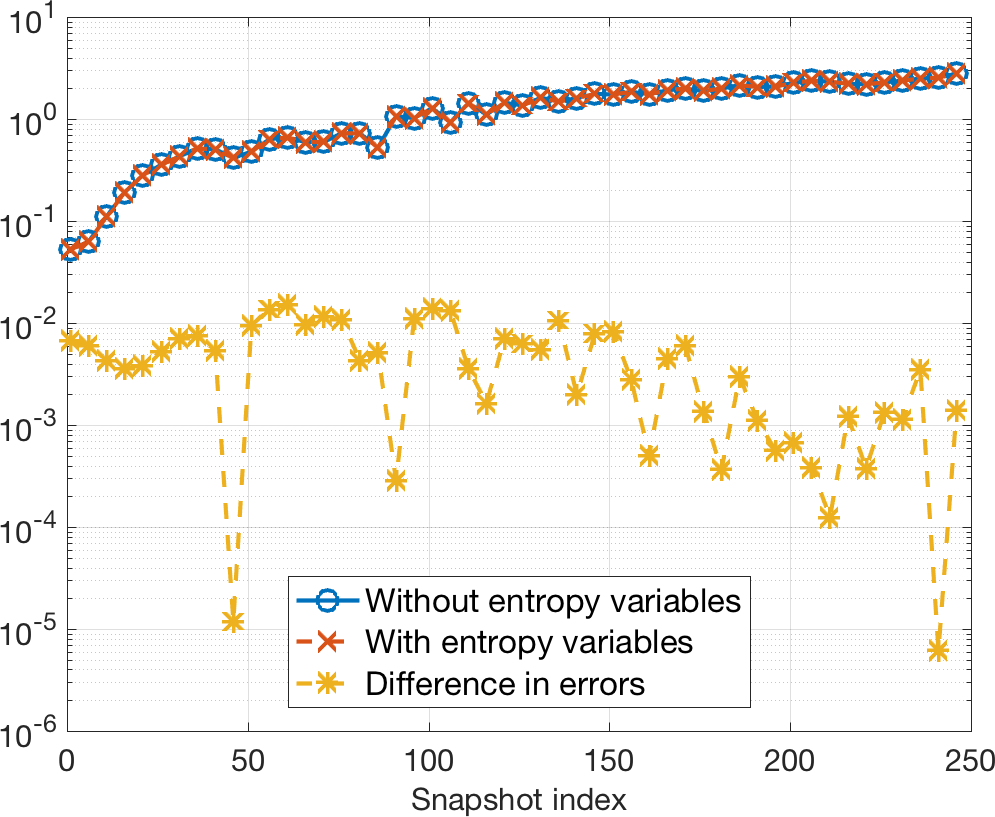 10^1
10^0
10^-1
10^-2
10^-3
10^-4
10^-5
10^-6
Without entropy variables
With entropy variables
Difference in errors
0 50 100 150 200 250
Snapshot index